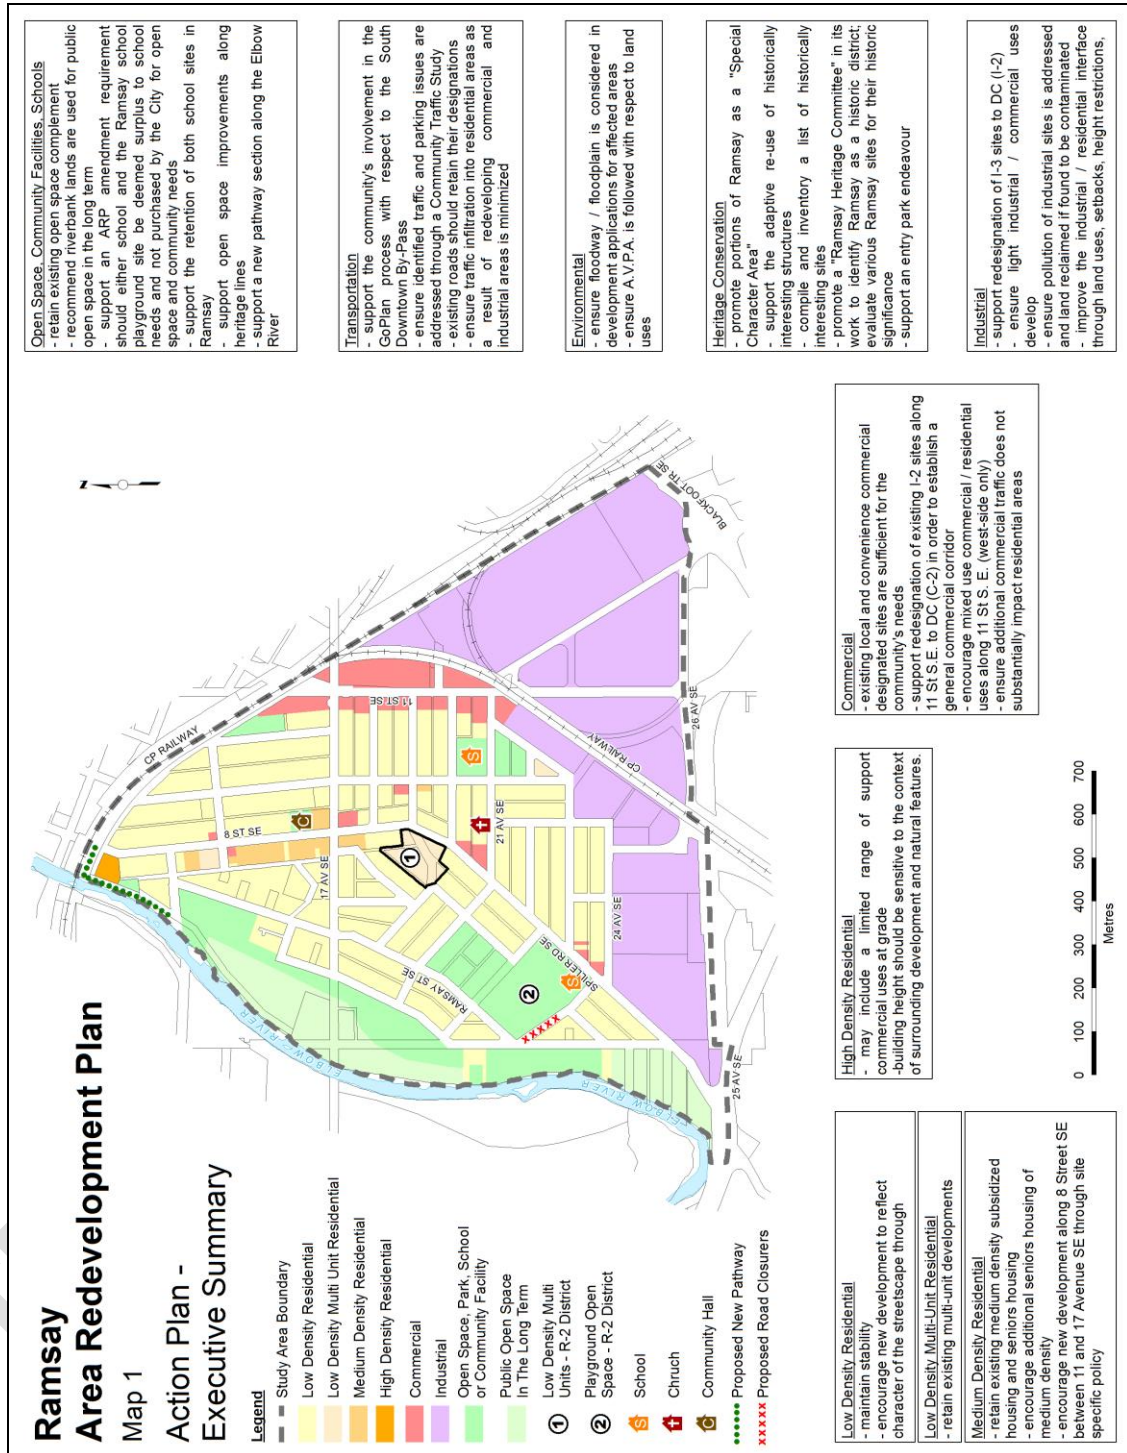 Ramsay
Area Redevelopment Plan
Map 1
Action Plan -
Executive Summary
Legend
Study Area Boundary
Low Density Residential
Low Density Multi Unit Residential
Medium Density Residential
High Density Residential
Commercial
Industrial
Open Space, Park, School
or Community Facility
Public Open Space
In The Long Term
1 Low Density Multi
Units - R-2 District
2 Playground Open
Space - R-2 District
S School
Chruch
C Community Hall
Proposed New Pathway
xxxxx Proposed Road Closurers
N
CP RAILWAY
8 ST SE
11 ST SE
17 AV SE
ELBOW RIVER
RAMSAY ST SE
1
C
S
21 AV SE
2
S
SPILLER RD SE
24 AV SE
xxxxx
CP RAILWAY
26 AV SE
BLACKFOOT TR SE
ELBOW RIVER
25 AV SE
Low Density Residential
- maintain stability
- encourage new development to reflect
character of the streetscape through
Low Density Multi-Unit Residential
- retain existing multi-unit developments
Medium Density Residential
- retain existing medium density subsidized
housing and seniors housing
- encourage additional seniors housing of
medium density
- encourage new development along 8 Street SE
between 11 and 17 Avenue SE through site
specific policy
High Density Residential
- may include a limited range of support
commercial uses at grade
-building height should be sensitive to the context
of surrounding development and natural features.
0 100 200 300 400 500 600 700
Metres
Commercial
- existing local and convenience commercial
designated sites are sufficient for the
community's needs
- support redesignation of existing I-2 sites along
11 St S.E. to DC (C-2) in order to establish a
general commercial corridor
- encourage mixed use commercial / residential
uses along 11 St S. E. (west-side only)
- ensure additional commercial traffic does not
substantially impact residential areas
Open Space, Community Facilities, Schools
- retain existing open space complement
- recommend riverbank lands are used for public
open space in the long term
- support an ARP amendment requirement
should either school and the Ramsay school
playground site be deemed surplus to school
needs and not purchased by the City for open
space and community needs
- support the retention of both school sites in
Ramsay
- support open space improvements along
heritage lines
- support a new pathway section along the Elbow
River
Transportation
- support the community's involvement in the
GoPlan process with respect to the South
Downtown By-Pass
- ensure identified traffic and parking issues are
addressed through a Community Traffic Study
- existing roads should retain their designations
- ensure traffic infiltration into residential areas as
a result of redeveloping commercial and
industrial areas is minimized
Environmental
- ensure floodway / floodplain is considered in
development applications for affected areas
- ensure A.V.P.A. is followed with respect to land
uses
Heritage Conservation
- promote portions of Ramsay as a "Special
Character Area"
- support the adaptive re-use of historically
interesting structures
- compile and inventory a list of historically
interesting sites
- promote a "Ramsay Heritage Committee" in its
work to identify Ramsay as a historic district;
evaluate various Ramsay sites for their historic
significance
- support an entry park endeavour
Industrial
- support redesignation of I-3 sites to DC (I-2)
- ensure light industrial / commercial uses
develop
- ensure pollution of industrial sites is addressed
and land reclaimed if found to be contaminated
- improve the industrial / residential interface
through land uses, setbacks, height restrictions,